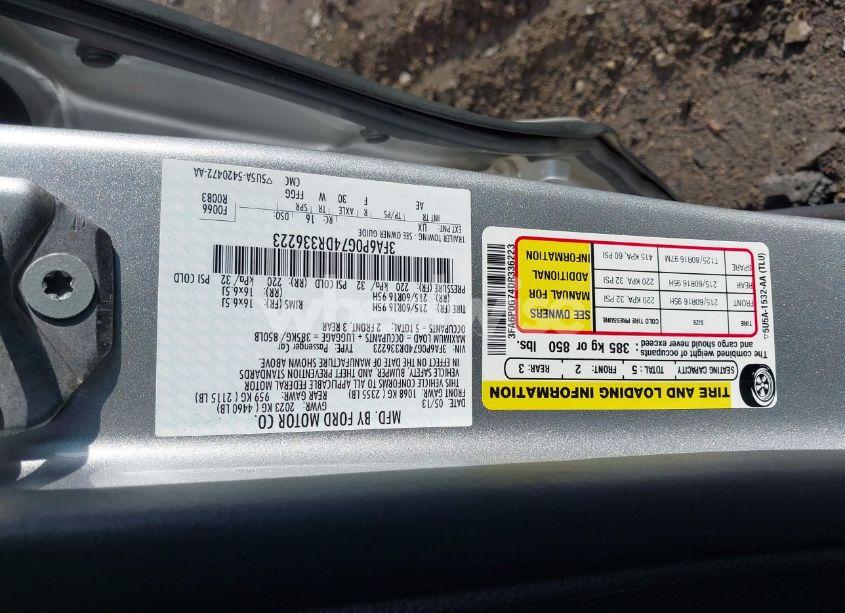 MFD. BY FORD MOTOR CO.
DATE: 05/13
GVWR: 2023 KG ( 4460 LB)
FRONT GAWR: 1068 KG ( 2355 LB)
REAR GAWR: 959 KG ( 2115 LB)
THIS VEHICLE CONFORMS TO ALL APPLICABLE FEDERAL MOTOR
VEHICLE SAFETY, BUMPER, AND THEFT PREVENTION STANDARDS
IN EFFECT ON THE DATE OF MANUFACTURE SHOWN ABOVE.
VIN: 3FA6P0G74DR336223
TYPE: Passenger Car
MAXIMUM LOAD = OCCUPANTS + LUGGAGE = 385KG / 850LB
OCCUPANTS = 5 TOTAL: 2 FRONT, 3 REAR
TIRE (FR): 215/60R16 95H
(RR): 215/60R16 95H
RIMS (FR): 16x6.5J
(RR): 16x6.5J
PRESSURE (FR): 220 kPa/ 32 PSI COLD
(RR): 220 kPa/ 32 PSI COLD
3FA6P0G74DR336223
TRAILER TOWING - SEE OWNER GUIDE
F0066
R0083
EXT PNT: UX RC: 16 DSO:
INT TR TP/PS R AXLE TR SPR
AE F 30 W FFGG
CMC
▽5U5A-5420472-AA
TIRE AND LOADING INFORMATION
SEATING CAPACITY TOTAL : 5 FRONT: 2 REAR: 3
The combined weight of occupants
and cargo should never exceed: 385 kg or 850 lbs.
TIRE SIZE COLD TIRE PRESSURE
FRONT 215/60R16 95H 220 KPA, 32 PSI
REAR 215/60R16 95H 220 KPA, 32 PSI
SPARE T125/80R16 97M 415 KPA, 60 PSI
SEE OWNERS
MANUAL FOR
ADDITIONAL
INFORMATION
3FA6P0G74DR336223
▽5U5A-1532-AA (TLU)